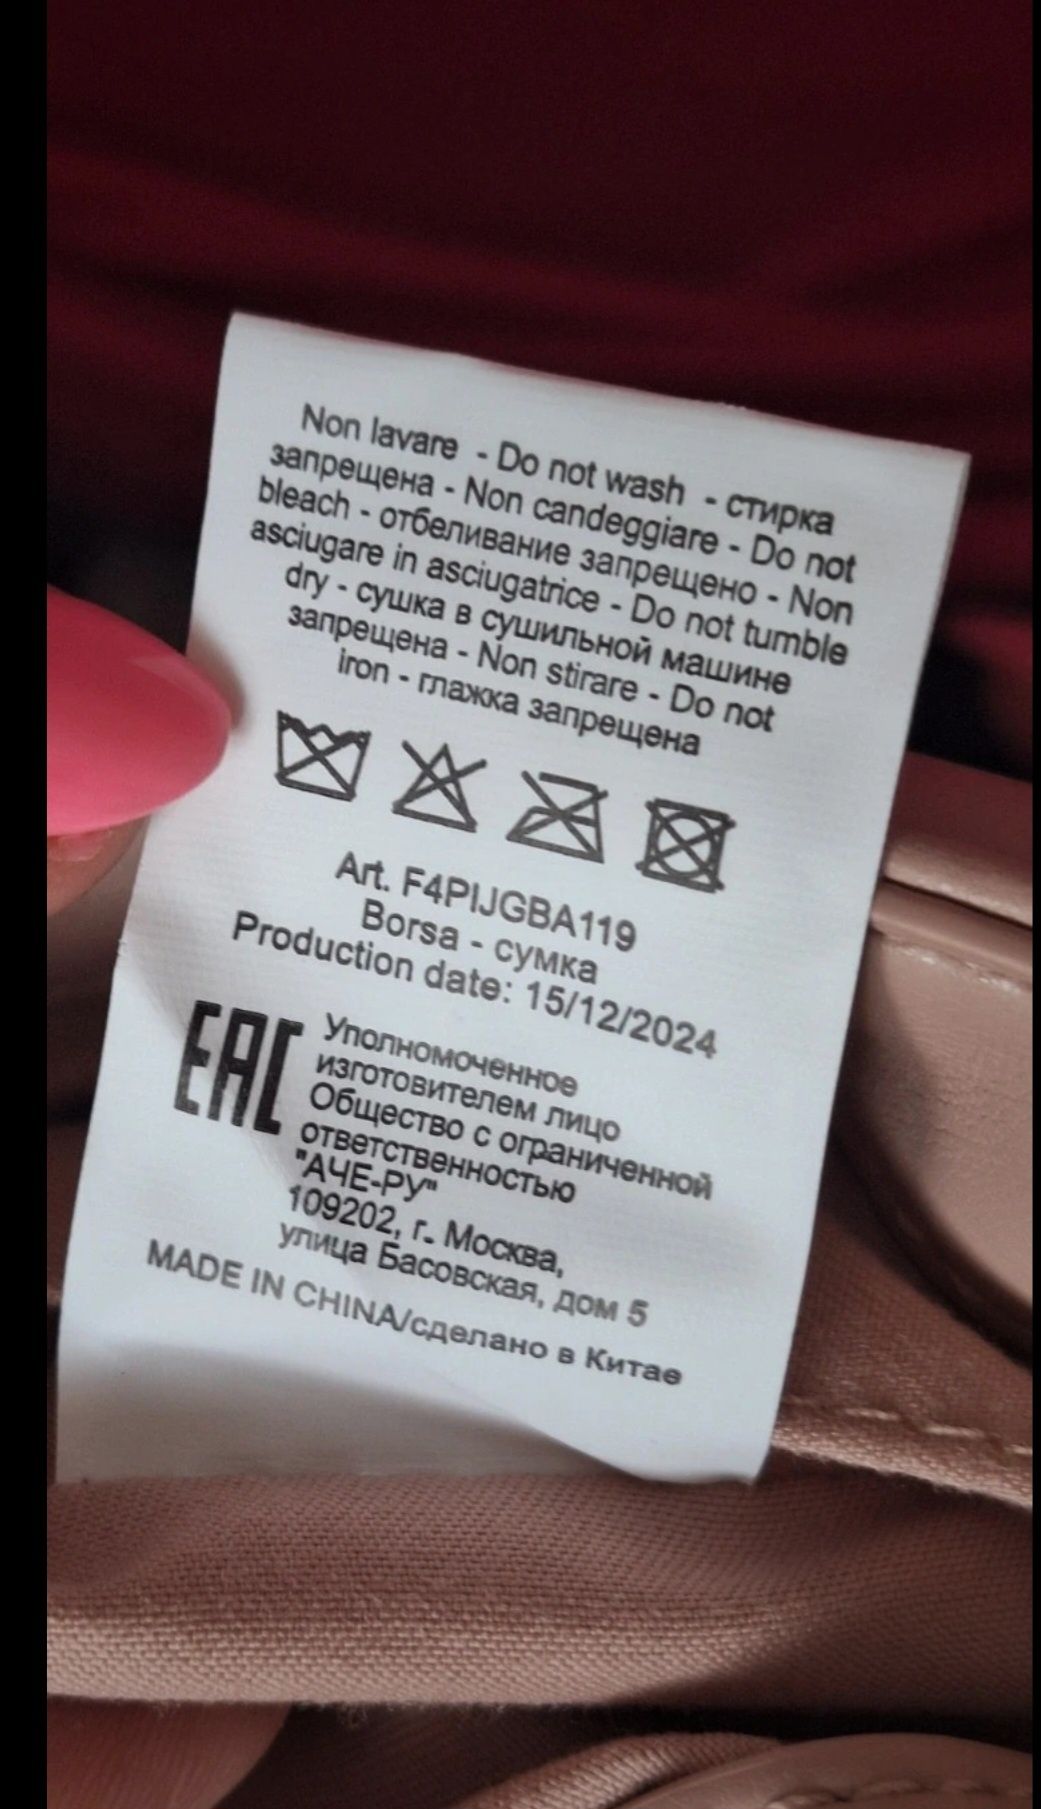 Non lavare - Do not wash - стирка
запрещена - Non candeggiare - Do not
bleach - отбеливание запрещено - Non
asciugare in asciugatrice - Do not tumble
dry - сушка в сушильной машине
запрещена - Non stirare - Do not
iron - глажка запрещена
Art. F4PIJGBA119
Borsa - сумка
Production date: 15/12/2024
EAC
Уполномоченное
изготовителем лицо
Общество с ограниченной
ответственностью
"АЧЕ-РУ"
109202, г. Москва,
улица Басовская, дом 5
MADE IN CHINA/сделано в Китае